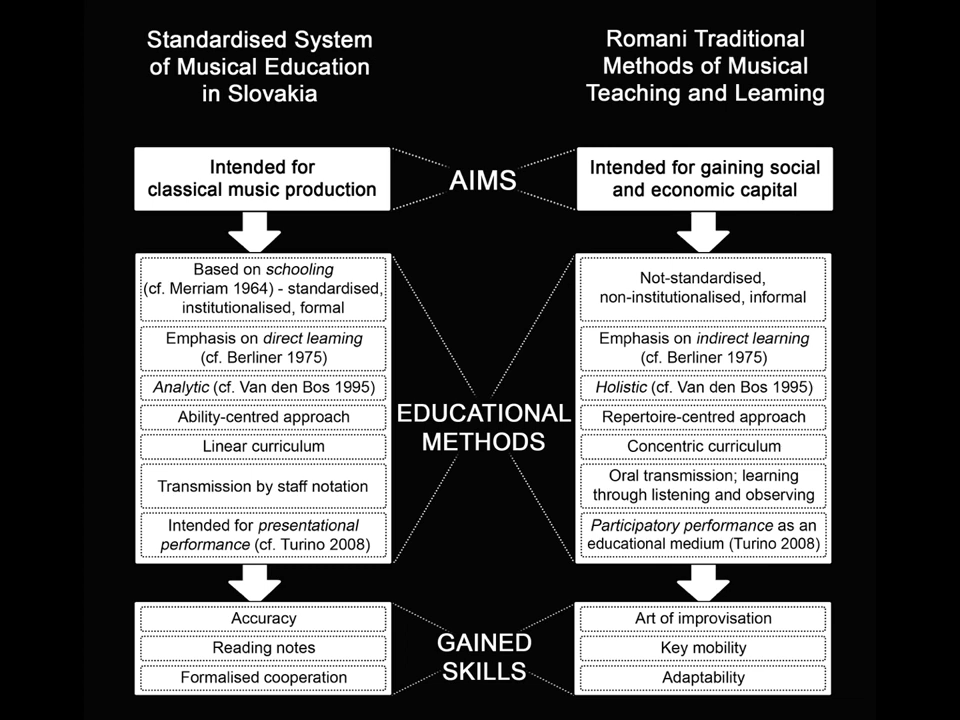 Standardised System
of Musical Education
in Slovakia
Romani Traditional
Methods of Musical
Teaching and Learning
Intended for
classical music production
AIMS
Intended for gaining social
and economic capital
Based on schooling
(cf. Merriam 1964) - standardised,
institutionalised, formal
Emphasis on direct learning
(cf. Berliner 1975)
Analytic (cf. Van den Bos 1995)
Ability-centred approach
Linear curriculum
Transmission by staff notation
Intended for presentational
performance (cf. Turino 2008)
EDUCATIONAL
METHODS
Not-standardised,
non-institutionalised, informal
Emphasis on indirect learning
(cf. Berliner 1975)
Holistic (cf. Van den Bos 1995)
Repertoire-centred approach
Concentric curriculum
Oral transmission; learning
through listening and observing
Participatory performance as an
educational medium (Turino 2008)
Accuracy
Reading notes
Formalised cooperation
GAINED
SKILLS
Art of improvisation
Key mobility
Adaptability